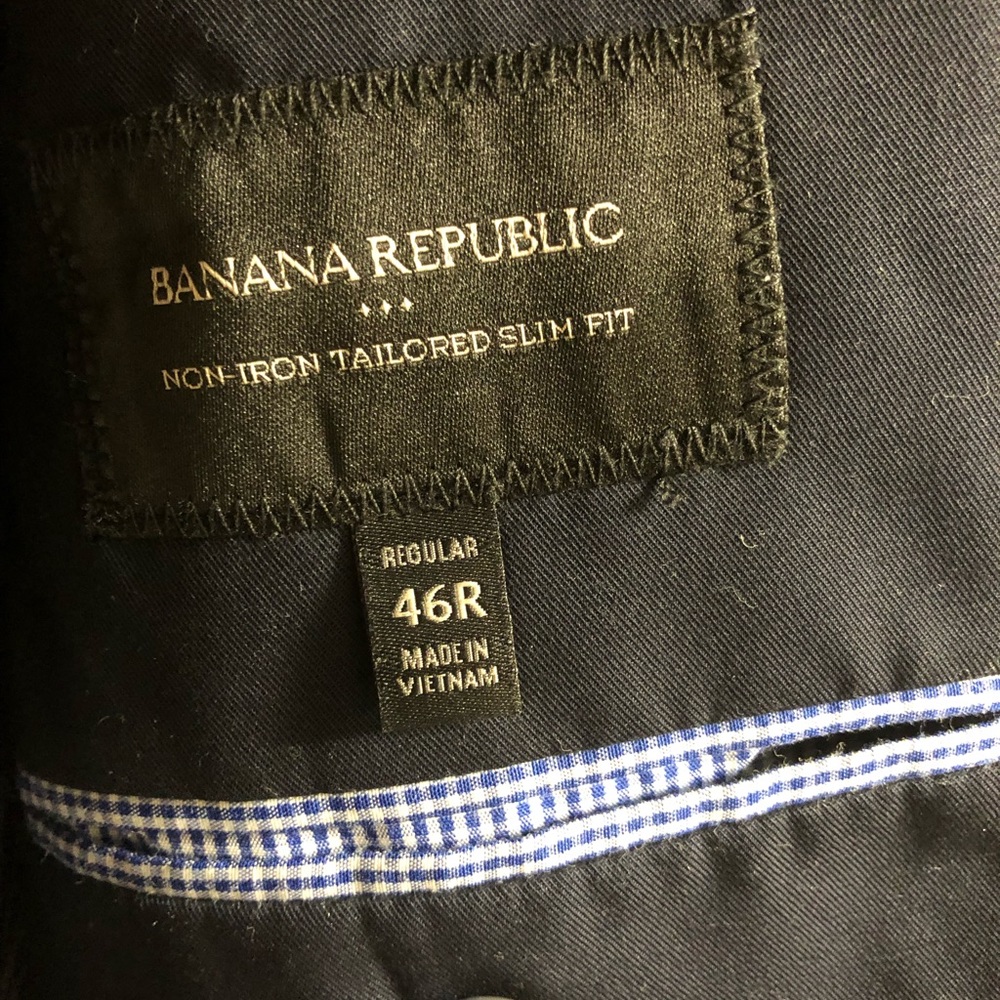 BANANA REPUBLIC
NON-IRON TAILORED SLIM FIT
REGULAR
46R
MADE IN
VIETNAM